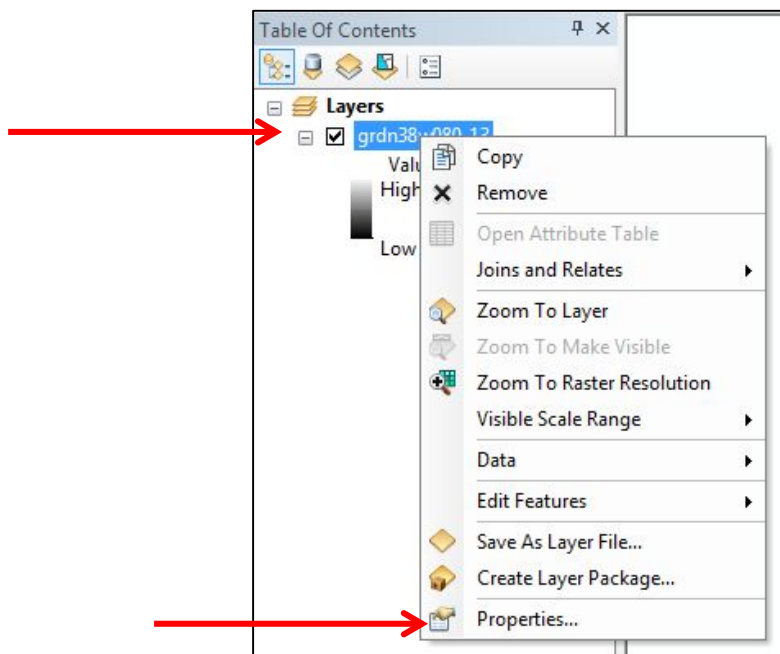 Table Of Contents
Layers
grdn38w080_13
Valu
High
Low
Copy
Remove
Open Attribute Table
Joins and Relates
Zoom To Layer
Zoom To Make Visible
Zoom To Raster Resolution
Visible Scale Range
Data
Edit Features
Save As Layer File...
Create Layer Package...
Properties...